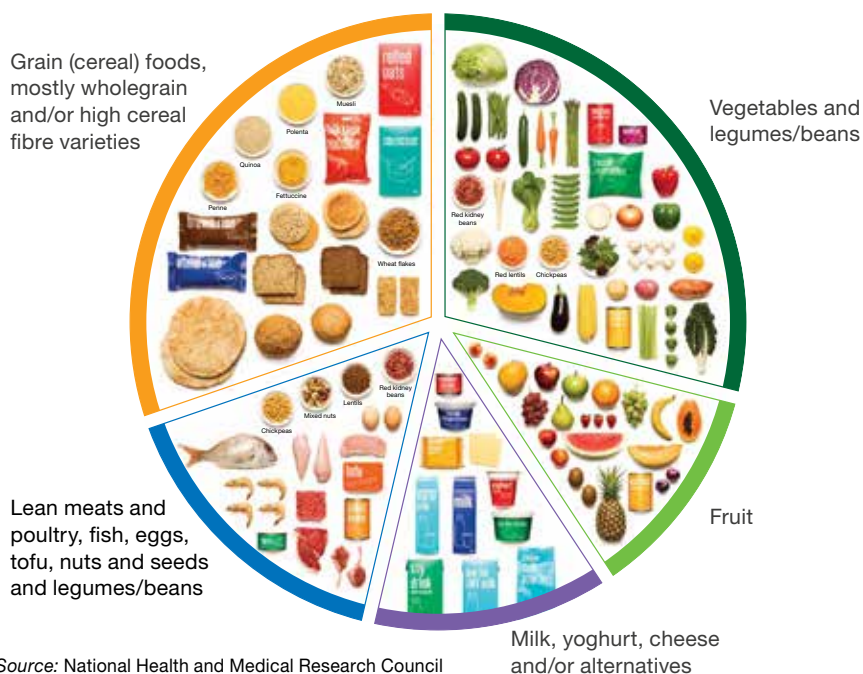 Grain (cereal) foods,
mostly wholegrain
and/or high cereal
fibre varieties
Muesli
rolled
oats
Polenta
Quinoa
Fettuccine
Penne
Wheat flakes
Vegetables and
legumes/beans
Red kidney
beans
Red lentils
Chickpeas
Red kidney
beans
Lentils
Mixed nuts
Chickpeas
tofu
Lean meats and
poultry, fish, eggs,
tofu, nuts and seeds
and legumes/beans
milk
soy
drink
Fruit
Milk, yoghurt, cheese
and/or alternatives
Source: National Health and Medical Research Council